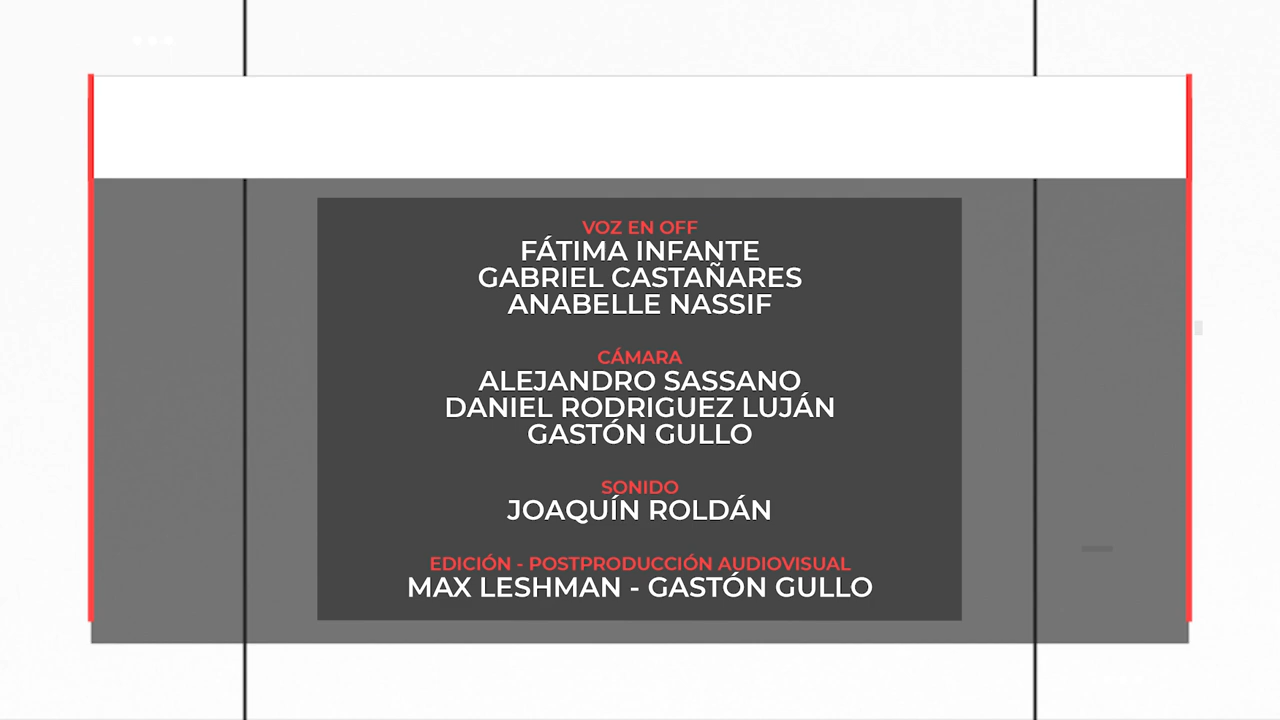 VOZ EN OFF
FÁTIMA INFANTE
GABRIEL CASTAÑARES
ANABELLE NASSIF
CÁMARA
ALEJANDRO SASSANO
DANIEL RODRIGUEZ LUJÁN
GASTÓN GULLO
SONIDO
JOAQUÍN ROLDÁN
EDICIÓN - POSTPRODUCCIÓN AUDIOVISUAL
MAX LESHMAN - GASTÓN GULLO